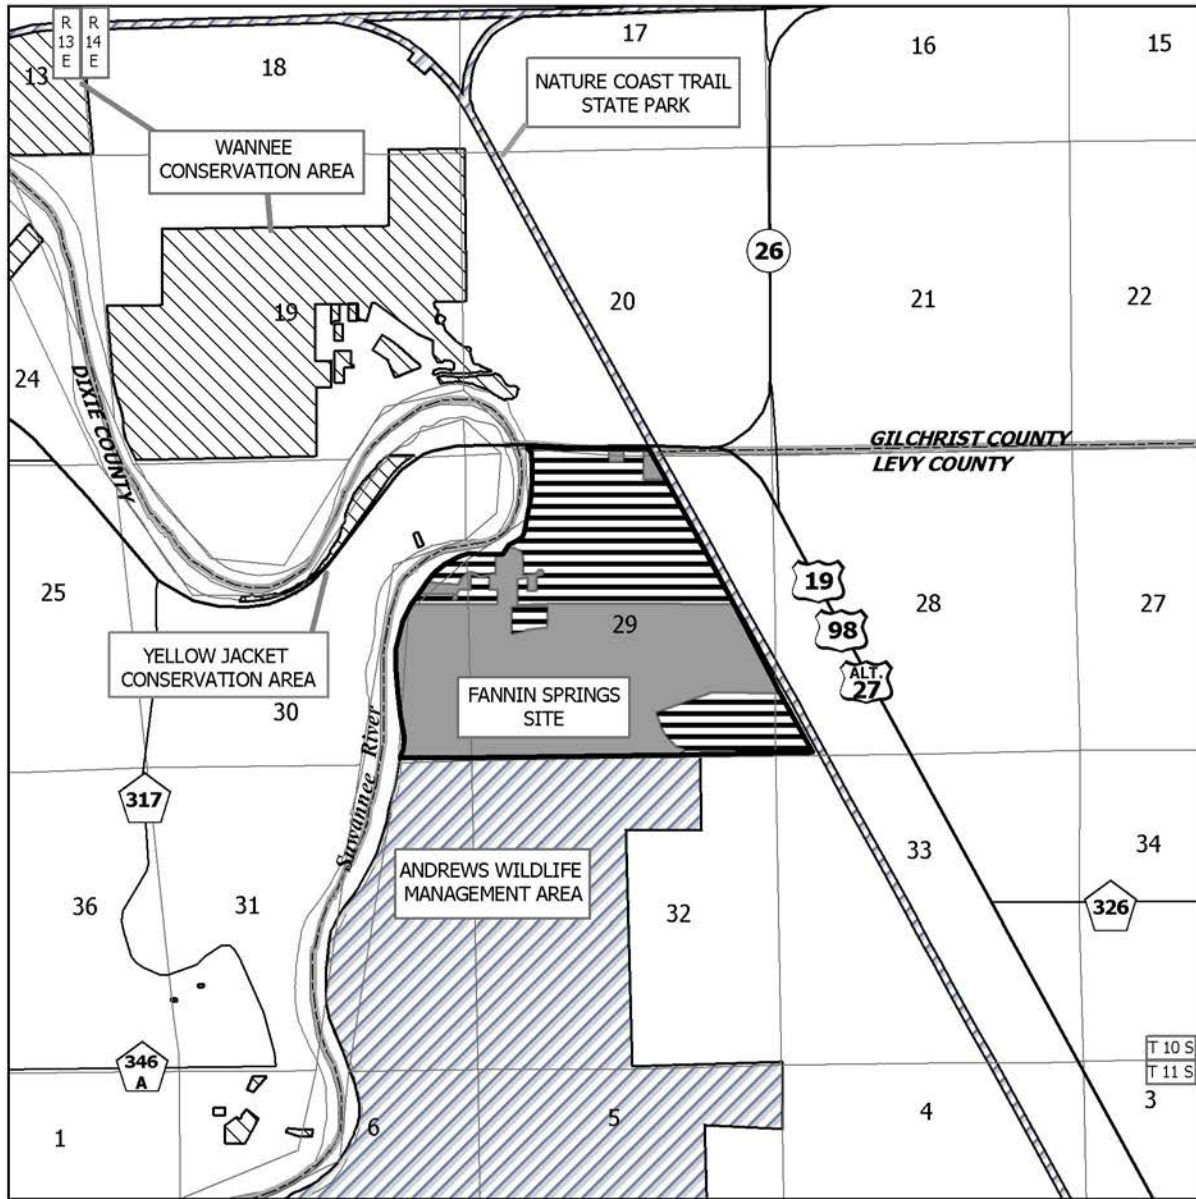 R
13
E
R
14
E
13
18
17
16
15
NATURE COAST TRAIL
STATE PARK
WANNEE
CONSERVATION AREA
26
19
20
21
22
24
DIXIE COUNTY
GILCHRIST COUNTY
LEVY COUNTY
25
19
98
ALT.
27
29
28
27
YELLOW JACKET
CONSERVATION AREA
30
FANNIN SPRINGS
SITE
Suwannee River
317
ANDREWS WILDLIFE
MANAGEMENT AREA
33
34
36
31
32
326
346
A
T 10 S
T 11 S
1
6
5
4
3